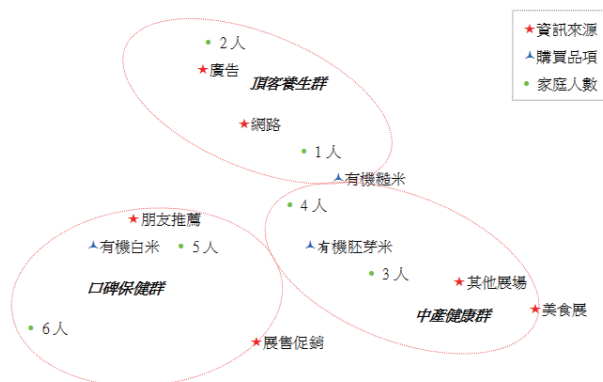 2 人
廣告
頂客養生群
網路
1 人
有機糙米
資訊來源
購買品項
家庭人數
4 人
朋友推薦
有機白米
5 人
口碑保健群
6 人
展售促銷
有機胚芽米
3 人
其他展場
中產健康群
美食展